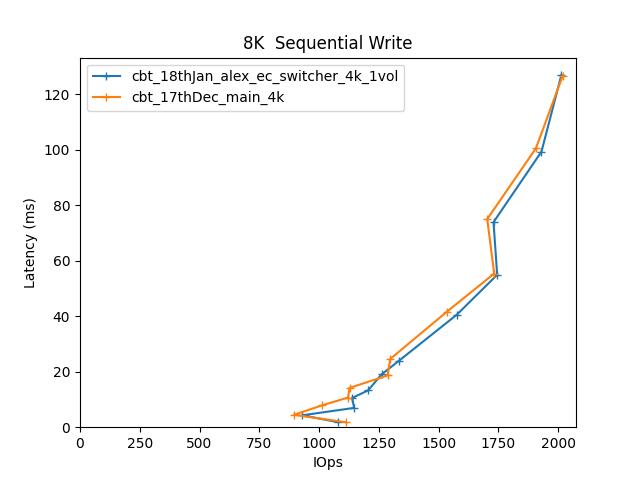 8K  Sequential Write
cbt_18thJan_alex_ec_switcher_4k_1vol
cbt_17thDec_main_4k
Latency (ms)
120
100
80
60
40
20
0
0 250 500 750 1000 1250 1500 1750 2000
IOps